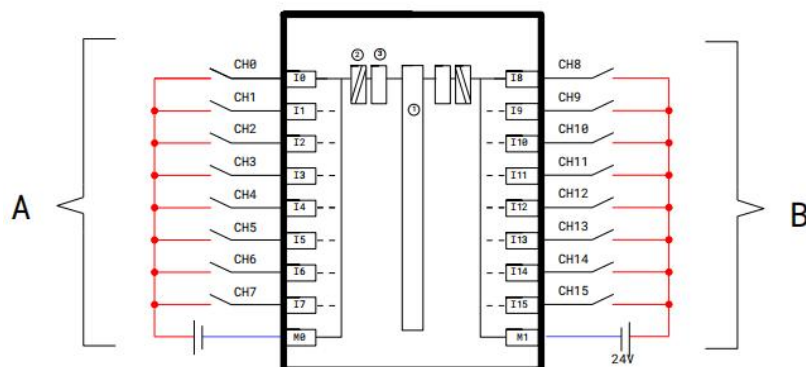 CH0 ② ③ CH8
I0 I8
CH1 CH9
I1 ① I9
CH2 CH10
I2 I10
CH3 CH11
I3 I11
A CH4 CH12 B
I4 I12
CH5 CH13
I5 I13
CH6 CH14
I6 I14
CH7 CH15
I7 I15
M0 M1
24V